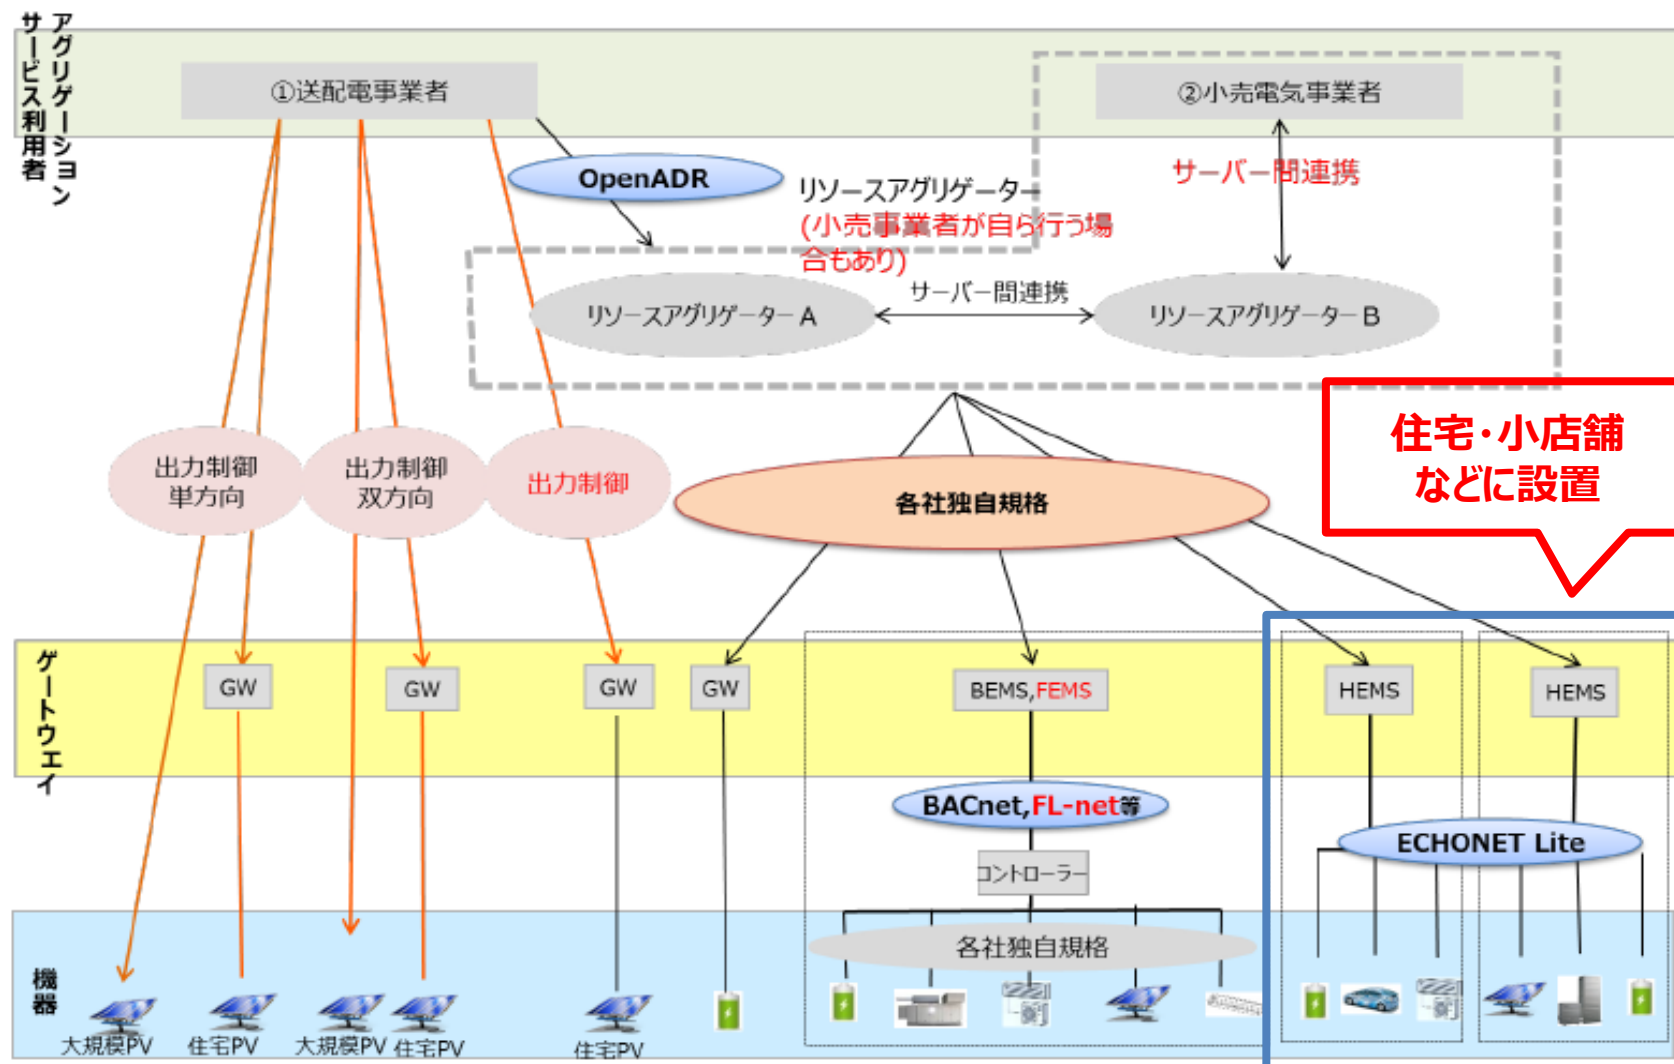 アグリゲーション
サービス利用者
①送配電事業者
②小売電気事業者
OpenADR
リソースアグリゲーター
(小売事業者が自ら行う場
合もあり)
サーバー間連携
リソースアグリゲーター A
サーバー間連携
リソースアグリゲーター B
住宅・小店舗
などに設置
出力制御
単方向
出力制御
双方向
出力制御
各社独自規格
ゲートウエイ
GW
GW
GW
GW
BEMS,FEMS
HEMS
HEMS
BACnet,FL-net等
ECHONET Lite
コントローラー
各社独自規格
機器
大規模PV
住宅PV
大規模PV
住宅PV
住宅PV